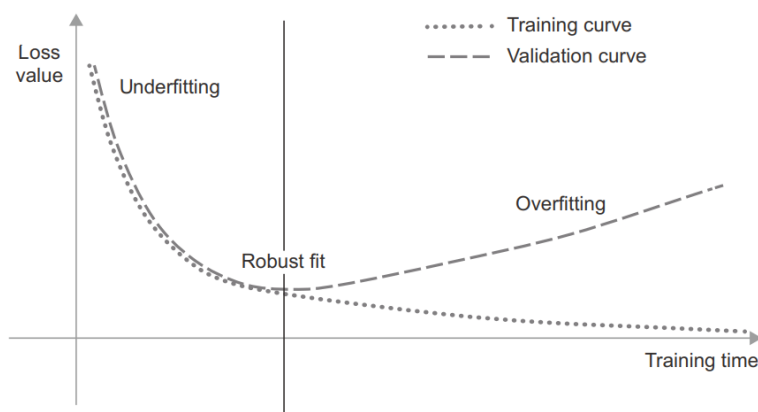 Loss
value
Training curve
Validation curve
Underfitting
Overfitting
Robust fit
Training time